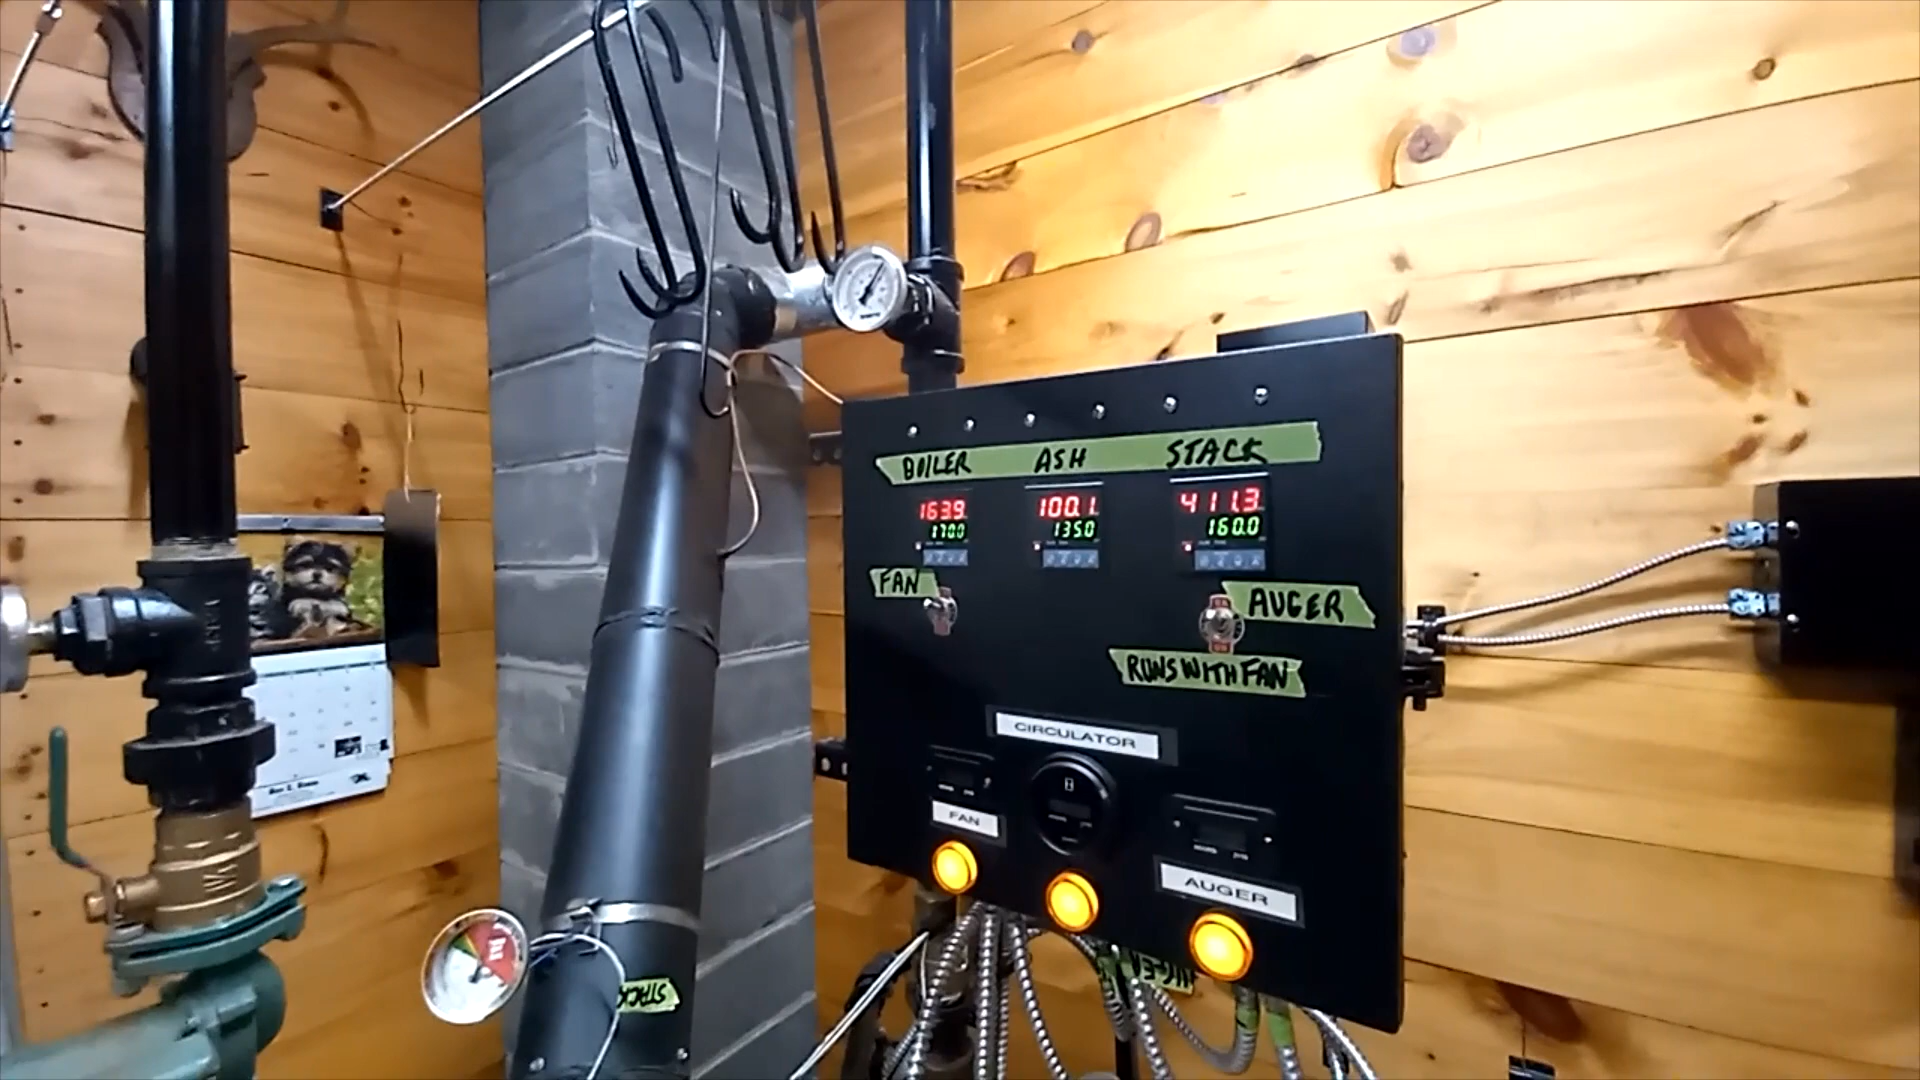 BOILER ASH STACK
163.9 100.1 411.3
170.0 135.0 160.0
FAN
AUGER
RUNS WITH FAN
CIRCULATOR
FAN
AUGER
STACK